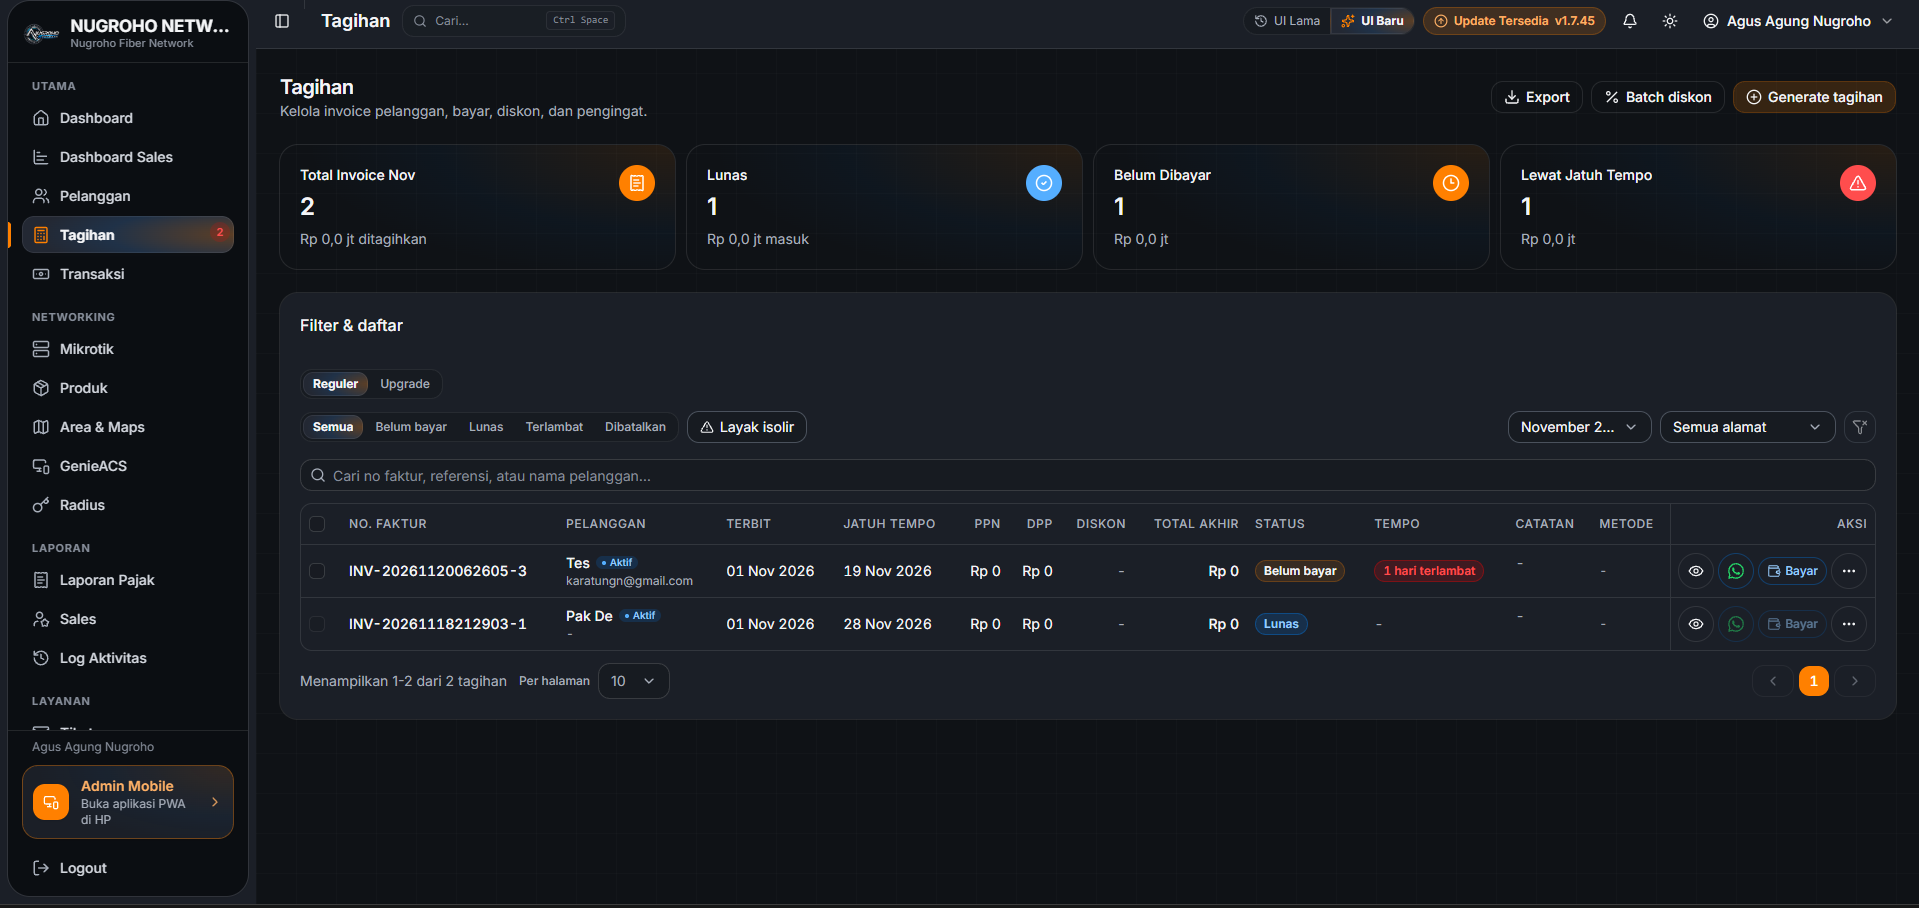 NUGROHO NETW...
Nugroho Fiber Network
UTAMA
Dashboard
Dashboard Sales
Pelanggan
Tagihan 2
Transaksi
NETWORKING
Mikrotik
Produk
Area & Maps
GenieACS
Radius
LAPORAN
Laporan Pajak
Sales
Log Aktivitas
LAYANAN
Agus Agung Nugroho
Admin Mobile
Buka aplikasi PWA
di HP
Logout
Tagihan Cari... Ctrl Space UI Lama UI Baru Update Tersedia v1.7.45 Agus Agung Nugroho
Tagihan
Kelola invoice pelanggan, bayar, diskon, dan pengingat.
Export Batch diskon Generate tagihan
Total Invoice Nov
2
Rp 0,0 jt ditagihkan
Lunas
1
Rp 0,0 jt masuk
Belum Dibayar
1
Rp 0,0 jt
Lewat Jatuh Tempo
1
Rp 0,0 jt
Filter & daftar
Reguler Upgrade
Semua Belum bayar Lunas Terlambat Dibatalkan Layak isolir November 2... Semua alamat
Cari no faktur, referensi, atau nama pelanggan...
NO. FAKTUR PELANGGAN TERBIT JATUH TEMPO PPN DPP DISKON TOTAL AKHIR STATUS TEMPO CATATAN METODE AKSI
INV-20261120062605-3 Tes • Aktif 01 Nov 2026 19 Nov 2026 Rp 0 Rp 0 - Rp 0 Belum bayar 1 hari terlambat - - Bayar
karatungn@gmail.com
INV-20261118212903-1 Pak De • Aktif 01 Nov 2026 28 Nov 2026 Rp 0 Rp 0 - Rp 0 Lunas - - - Bayar
-
Menampilkan 1-2 dari 2 tagihan Per halaman 10 1